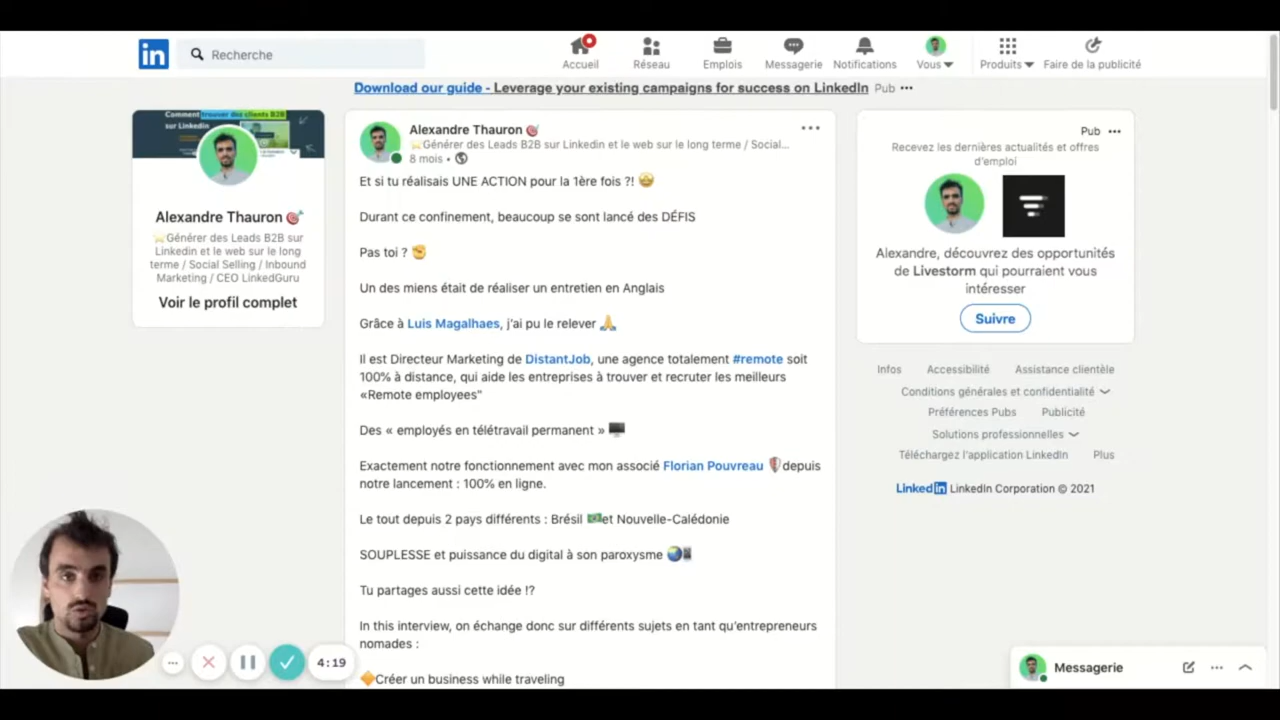 in
Recherche
Accueil
Réseau
Emplois
Messagerie
Notifications
Vous
Produits
Faire de la publicité
Download our guide - Leverage your existing campaigns for success on LinkedIn Pub •••
Comment trouver des clients B2B
sur Linkedin
Alexandre Thauron 🎯
⭐Générer des Leads B2B sur
Linkedin et le web sur le long
terme / Social Selling / Inbound
Marketing / CEO LinkedGuru
Voir le profil complet
Alexandre Thauron 🎯
⭐Générer des Leads B2B sur Linkedin et le web sur le long terme / Social...
8 mois •
Et si tu réalisais UNE ACTION pour la 1ère fois ?! 🤩
Durant ce confinement, beaucoup se sont lancé des DÉFIS
Pas toi ? ✊
Un des miens était de réaliser un entretien en Anglais
Grâce à Luis Magalhaes, j'ai pu le relever 🙏
Il est Directeur Marketing de DistantJob, une agence totalement #remote soit
100% à distance, qui aide les entreprises à trouver et recruter les meilleurs
«Remote employees"
Des « employés en télétravail permanent » 🖥️
Exactement notre fonctionnement avec mon associé Florian Pouvreau 🛡️depuis
notre lancement : 100% en ligne.
Le tout depuis 2 pays différents : Brésil 💵et Nouvelle-Calédonie
SOUPLESSE et puissance du digital à son paroxysme 🌏📱
Tu partages aussi cette idée !?
In this interview, on échange donc sur différents sujets en tant qu'entrepreneurs
nomades :
🔶Créer un business while traveling
Pub •••
Recevez les dernières actualités et offres
d'emploi
Alexandre, découvrez des opportunités
de Livestorm qui pourraient vous
intéresser
Suivre
Infos Accessibilité Assistance clientèle
Conditions générales et confidentialité
Préférences Pubs Publicité
Solutions professionnelles
Téléchargez l'application LinkedIn Plus
LinkedIn LinkedIn Corporation © 2021
4:19
Messagerie